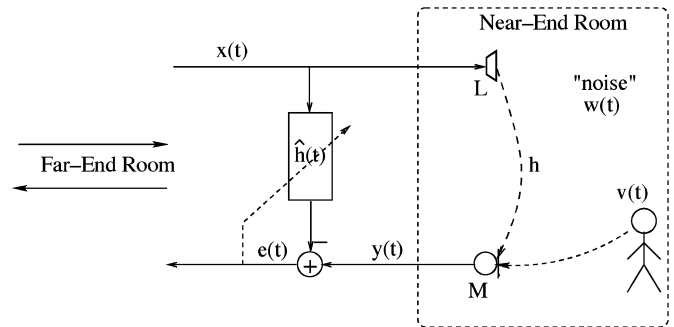 Near–End Room
x(t)
L
"noise"
w(t)
ĥ(t)
Far–End Room
h
v(t)
–
e(t)
+
y(t)
M